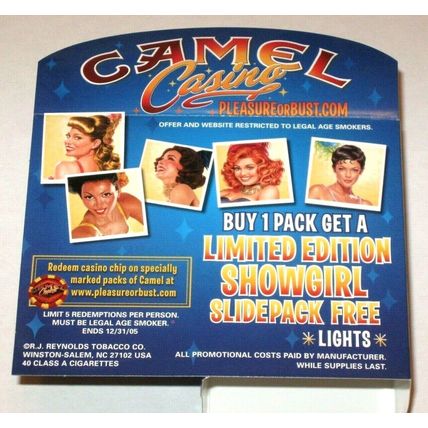 CAMEL
Casino
PLEASUREORBUST.COM
OFFER AND WEBSITE RESTRICTED TO LEGAL AGE SMOKERS.
BUY 1 PACK GET A
LIMITED EDITION
SHOWGIRL
SLIDEPACK FREE
*LIGHTS*
Redeem casino chip on specially
marked packs of Camel at
www.pleasureorbust.com
LIMIT 5 REDEMPTIONS PER PERSON.
MUST BE LEGAL AGE SMOKER.
ENDS 12/31/05
©R.J. REYNOLDS TOBACCO CO.
WINSTON-SALEM, NC 27102 USA
40 CLASS A CIGARETTES
ALL PROMOTIONAL COSTS PAID BY MANUFACTURER.
WHILE SUPPLIES LAST.